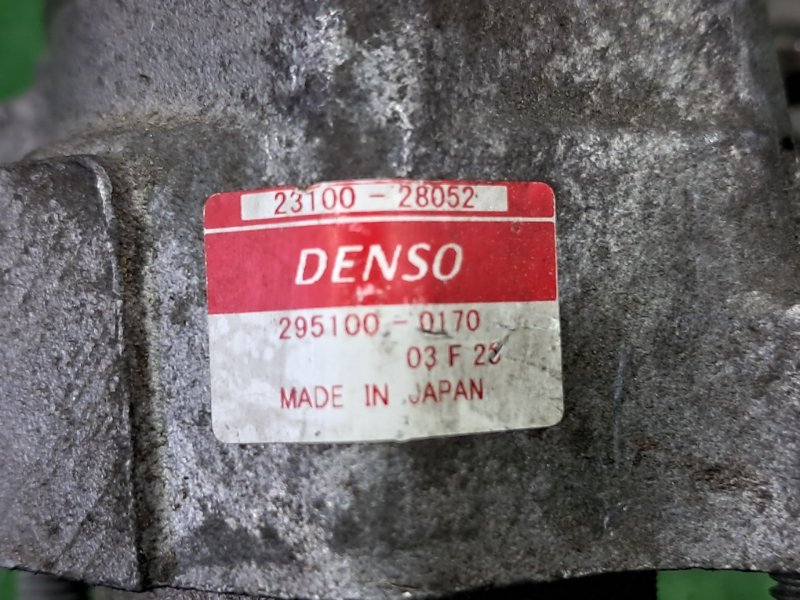 23100-28052
DENSO
295100-0170
03 F 28
MADE IN JAPAN